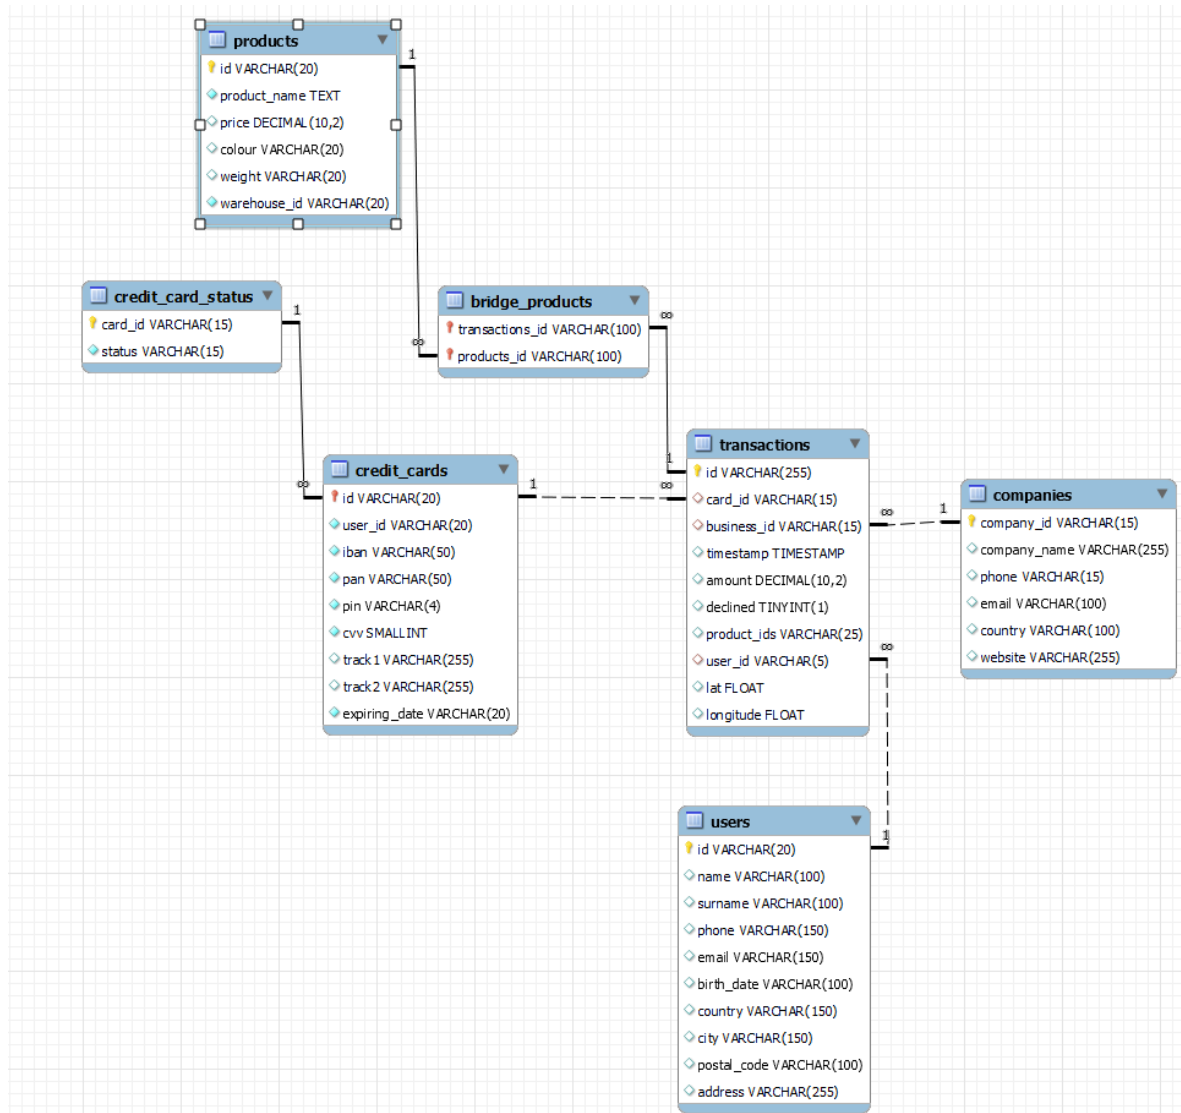 products
id VARCHAR(20)
product_name TEXT
price DECIMAL(10,2)
colour VARCHAR(20)
weight VARCHAR(20)
warehouse_id VARCHAR(20)
1
credit_card_status
card_id VARCHAR(15)
status VARCHAR(15)
1
bridge_products
transactions_id VARCHAR(100)
products_id VARCHAR(100)
∞
∞
credit_cards
id VARCHAR(20)
user_id VARCHAR(20)
iban VARCHAR(50)
pan VARCHAR(50)
pin VARCHAR(4)
cvv SMALLINT
track1 VARCHAR(255)
track2 VARCHAR(255)
expiring_date VARCHAR(20)
∞
1
transactions
id VARCHAR(255)
card_id VARCHAR(15)
business_id VARCHAR(15)
timestamp TIMESTAMP
amount DECIMAL(10,2)
declined TINYINT(1)
product_ids VARCHAR(25)
user_id VARCHAR(5)
lat FLOAT
longitude FLOAT
1
∞
∞
∞
1
companies
company_id VARCHAR(15)
company_name VARCHAR(255)
phone VARCHAR(15)
email VARCHAR(100)
country VARCHAR(100)
website VARCHAR(255)
users
id VARCHAR(20)
name VARCHAR(100)
surname VARCHAR(100)
phone VARCHAR(150)
email VARCHAR(150)
birth_date VARCHAR(100)
country VARCHAR(150)
city VARCHAR(150)
postal_code VARCHAR(100)
address VARCHAR(255)
1